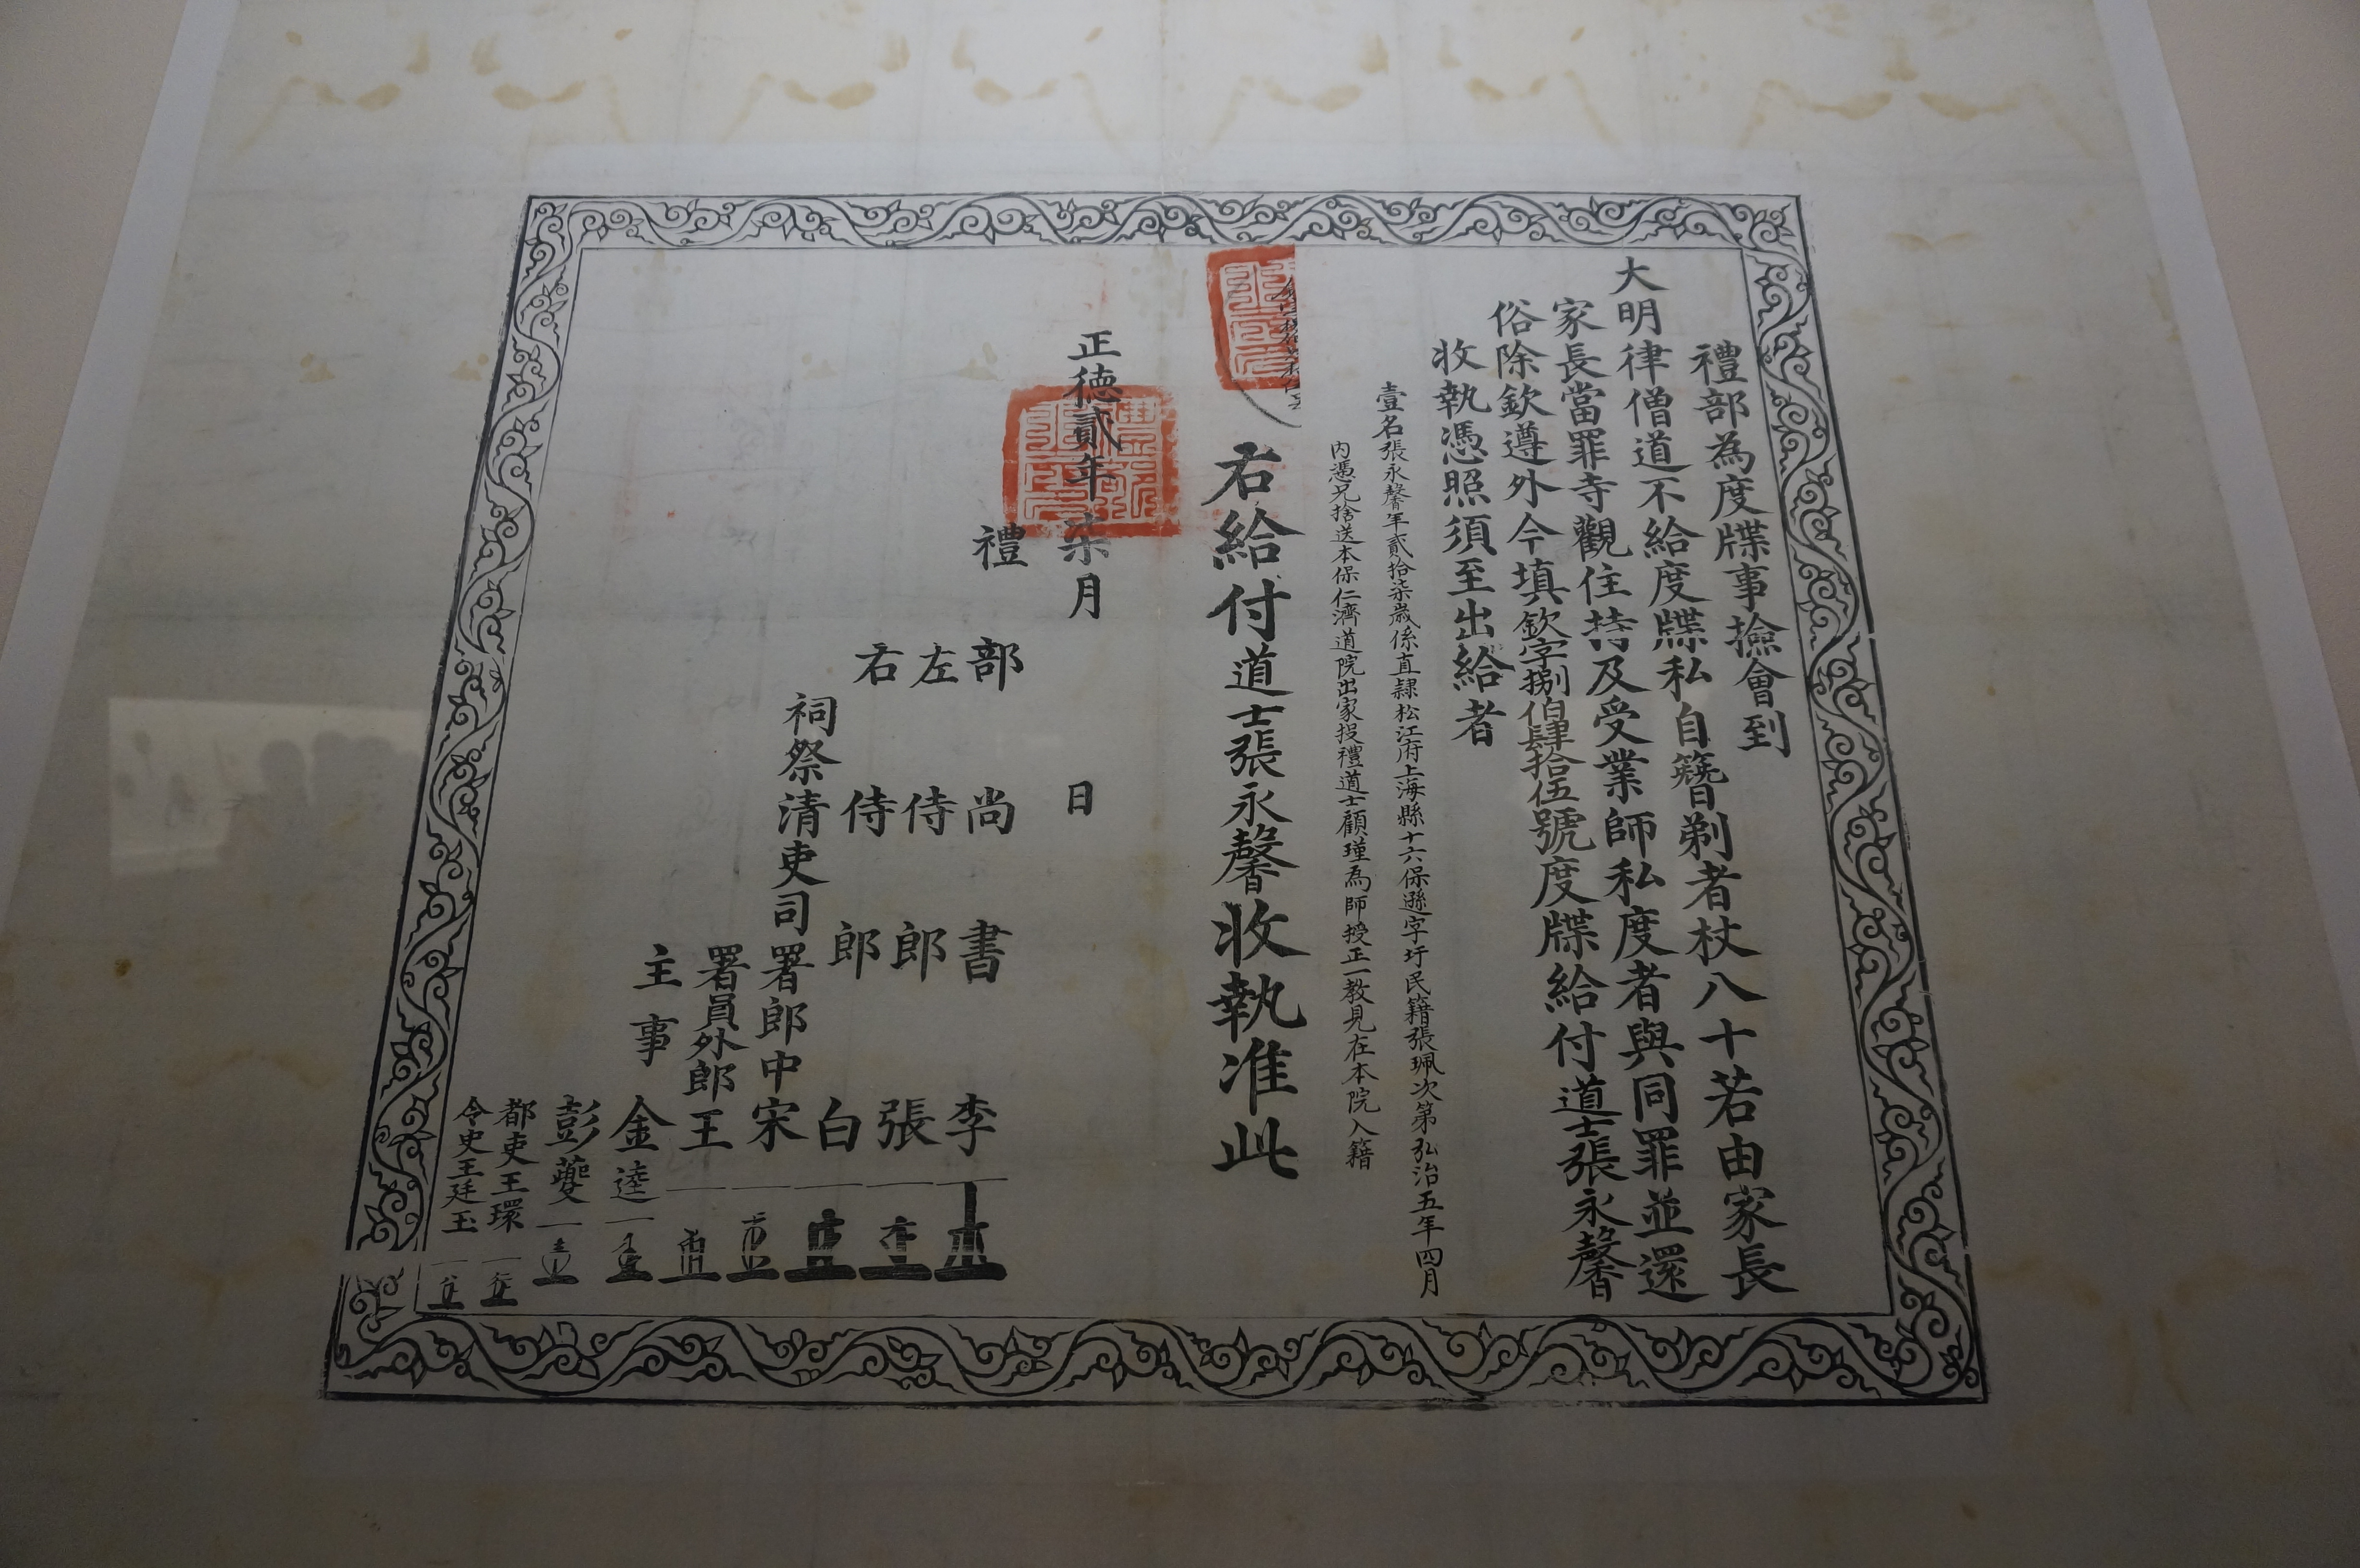 禮部為度牒事撿會到
大明律僧道不給度牒私自簪剃者杖八十若由家長
家長當罪寺觀住持及受業師私度者與同罪並還
俗除欽遵外今填欽字捌伯肆拾伍號度牒給付道士張永馨
收執憑照須至出給者
壹名張永馨年貳拾柒歲係直隸松江府上海縣十六保遜字圩民籍張珮次第弘治五年四月
內憑兄捨送本保仁濟道院出家投禮道士顧瑾為師授正一教見在本院入籍
右給付道士張永馨收執准此
正德貳年柒月 日
禮部尚書李
左侍郎張
右侍郎白
祠祭清吏司署郎中宋
署員外郎王
主事金逵
彭夔
都吏王環
令史王廷玉